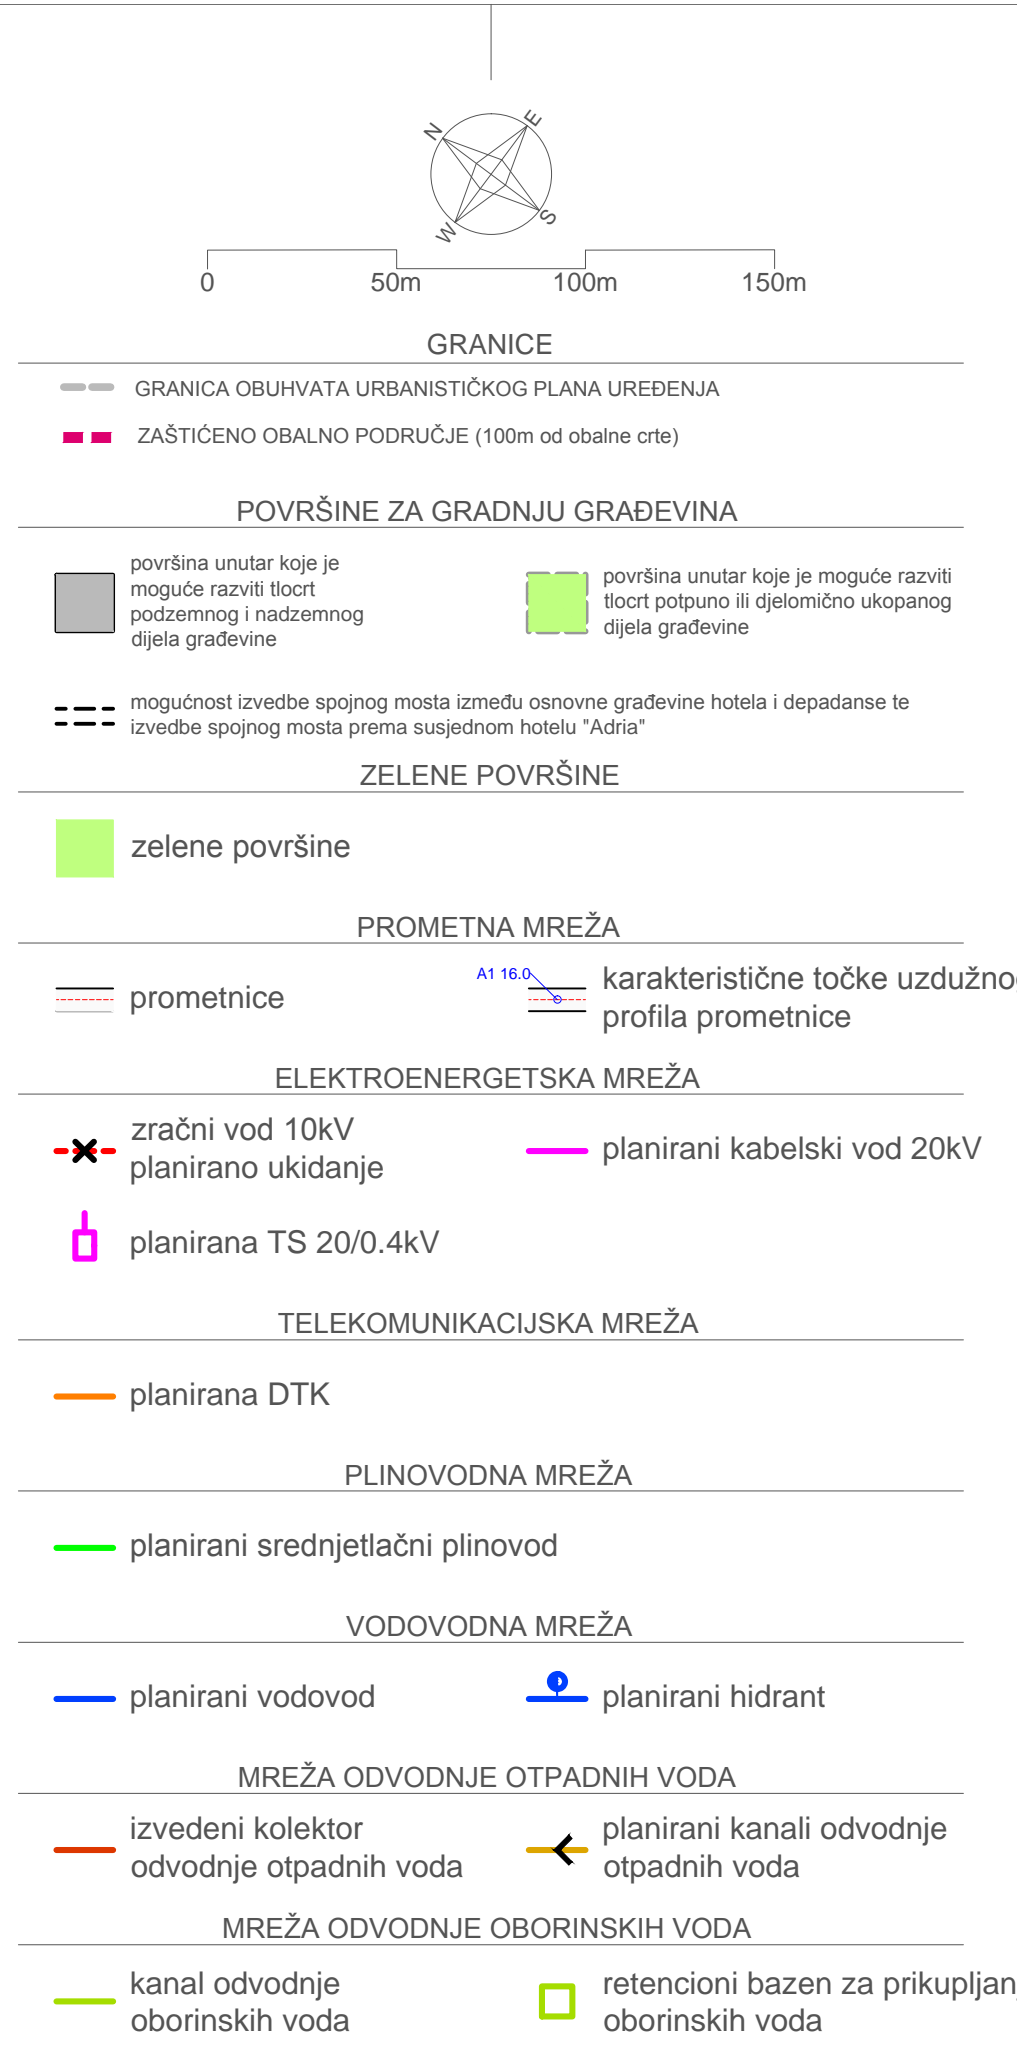 N
E
W
S
0 50m 100m 150m
GRANICE
GRANICA OBUHVATA URBANISTIČKOG PLANA UREĐENJA
ZAŠTIĆENO OBALNO PODRUČJE (100m od obalne crte)
POVRŠINE ZA GRADNJU GRAĐEVINA
površina unutar koje je
moguće razviti tlocrt
podzemnog i nadzemnog
dijela građevine
površina unutar koje je moguće razviti
tlocrt potpuno ili djelomično ukopanog
dijela građevine
mogućnost izvedbe spojnog mosta između osnovne građevine hotela i depadanse te
izvedbe spojnog mosta prema susjednom hotelu "Adria"
ZELENE POVRŠINE
zelene površine
PROMETNA MREŽA
prometnice
A1 16.0
karakteristične točke uzdužnog
profila prometnice
ELEKTROENERGETSKA MREŽA
zračni vod 10kV
planirano ukidanje
planirani kabelski vod 20kV
planirana TS 20/0.4kV
TELEKOMUNIKACIJSKA MREŽA
planirana DTK
PLINOVODNA MREŽA
planirani srednjetlačni plinovod
VODOVODNA MREŽA
planirani vodovod
planirani hidrant
MREŽA ODVODNJE OTPADNIH VODA
izvedeni kolektor
odvodnje otpadnih voda
planirani kanali odvodnje
otpadnih voda
MREŽA ODVODNJE OBORINSKIH VODA
kanal odvodnje
oborinskih voda
retencioni bazen za prikupljanj
oborinskih voda